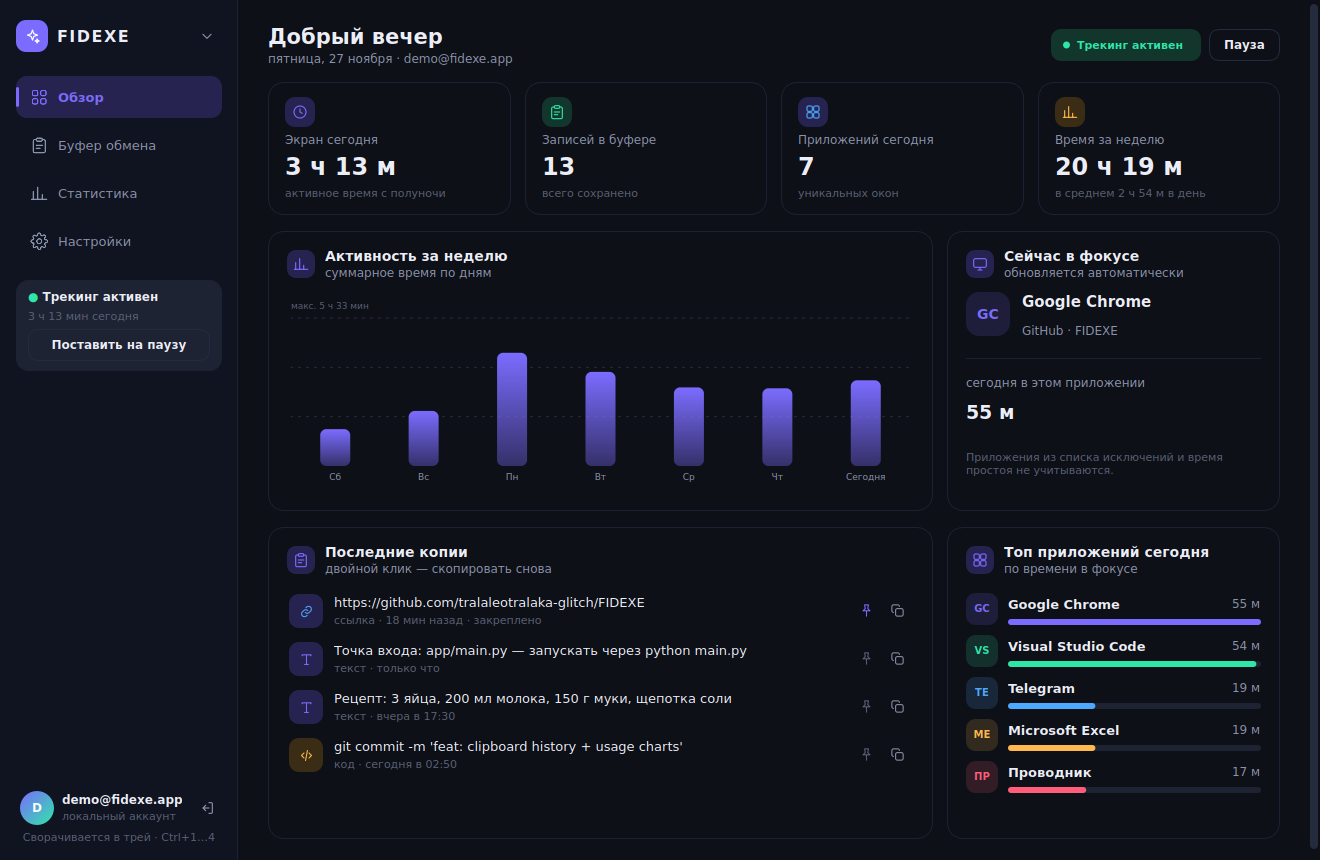 FIDEXE
Обзор
Буфер обмена
Статистика
Настройки
Трекинг активен
3 ч 13 мин сегодня
Поставить на паузу
D
demo@fidexe.app
локальный аккаунт
Сворачивается в трей · Ctrl+1…4
Добрый вечер
пятница, 27 ноября · demo@fidexe.app
Трекинг активен
Пауза
Экран сегодня
3 ч 13 м
активное время с полуночи
Записей в буфере
13
всего сохранено
Приложений сегодня
7
уникальных окон
Время за неделю
20 ч 19 м
в среднем 2 ч 54 м в день
Активность за неделю
суммарное время по дням
макс. 5 ч 33 мин
Сб Вс Пн Вт Ср Чт Сегодня
Сейчас в фокусе
обновляется автоматически
GC
Google Chrome
GitHub · FIDEXE
сегодня в этом приложении
55 м
Приложения из списка исключений и время
простоя не учитываются.
Последние копии
двойной клик — скопировать снова
https://github.com/tralaleotralaka-glitch/FIDEXE
ссылка · 18 мин назад · закреплено
Точка входа: app/main.py — запускать через python main.py
текст · только что
Рецепт: 3 яйца, 200 мл молока, 150 г муки, щепотка соли
текст · вчера в 17:30
git commit -m 'feat: clipboard history + usage charts'
код · сегодня в 02:50
Топ приложений сегодня
по времени в фокусе
GC Google Chrome 55 м
VS Visual Studio Code 54 м
TE Telegram 19 м
ME Microsoft Excel 19 м
ПР Проводник 17 м